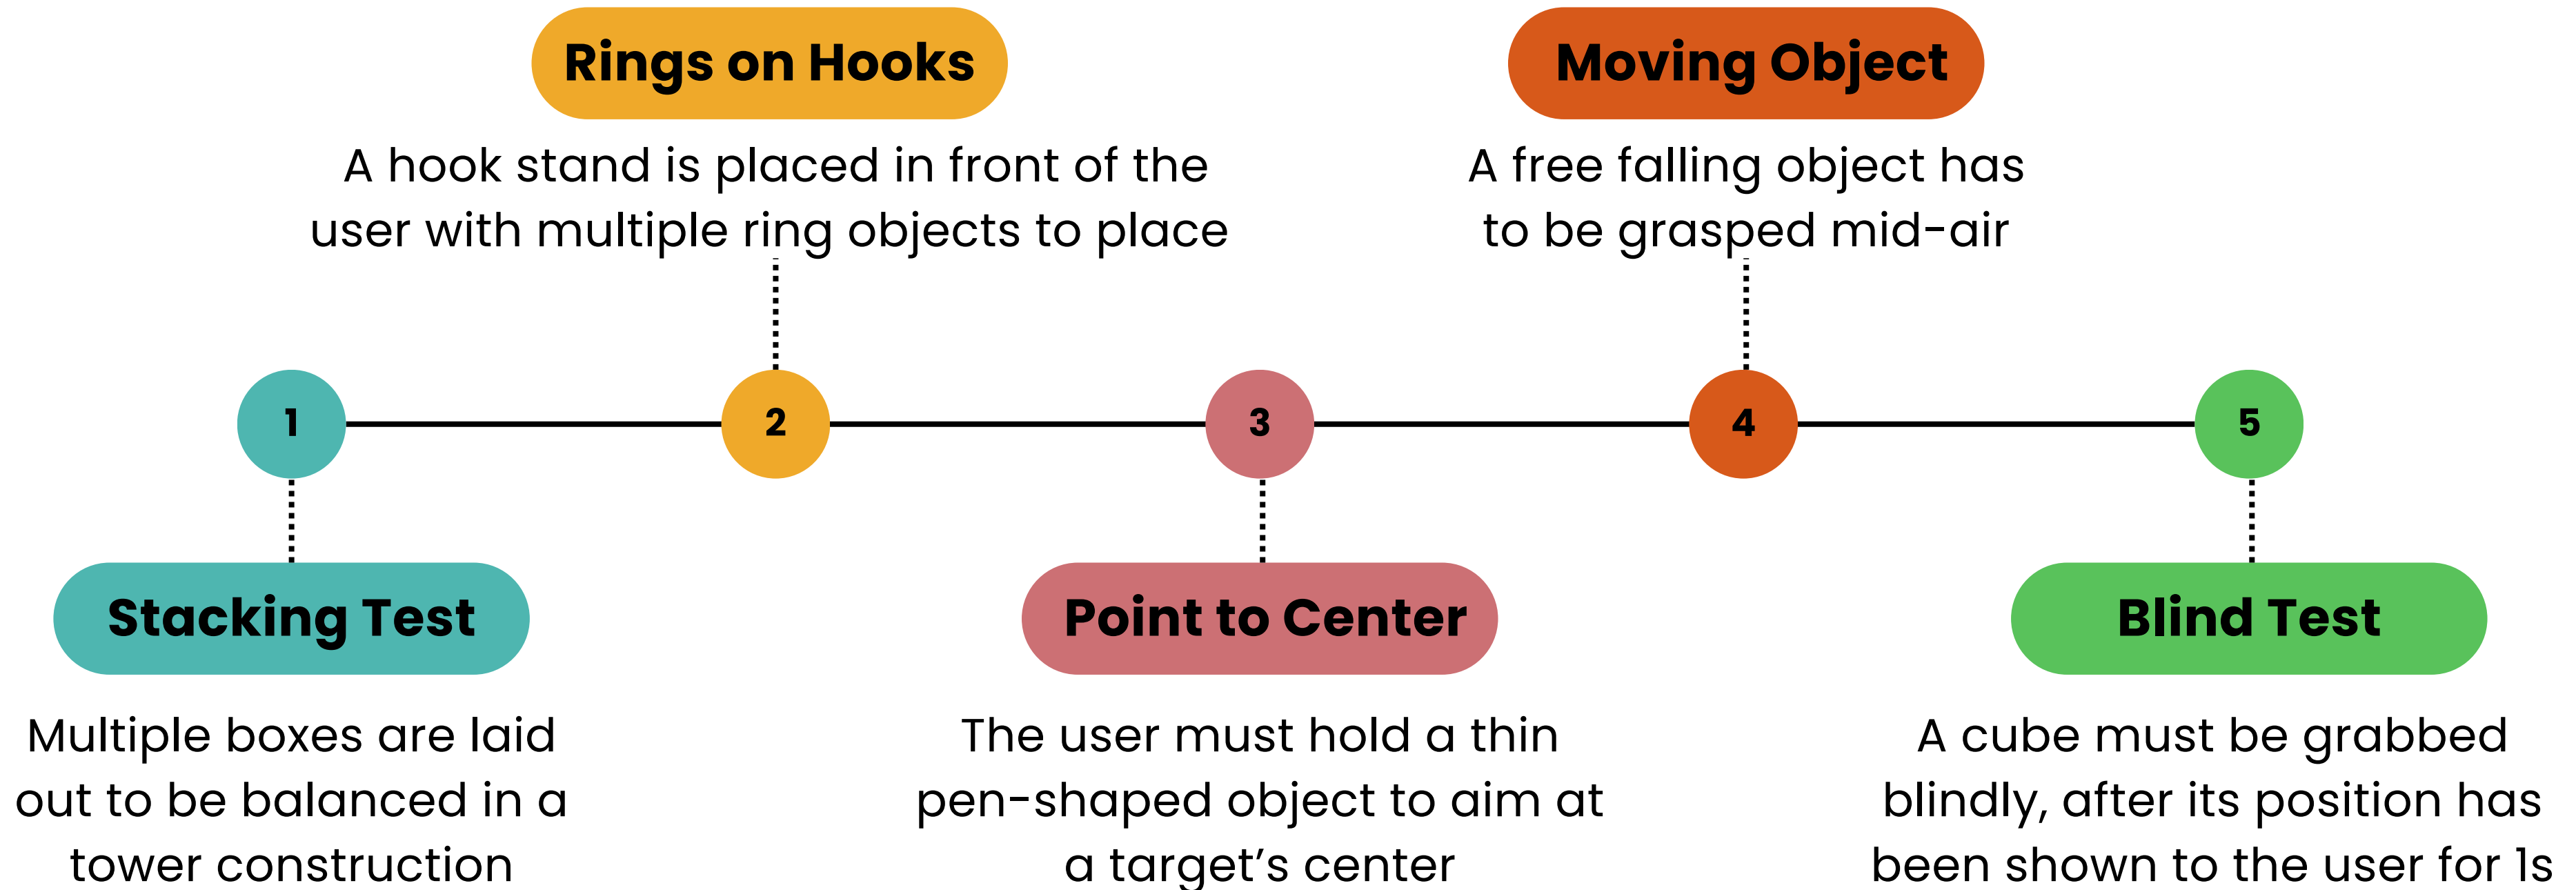 Rings on Hooks
A hook stand is placed in front of the
user with multiple ring objects to place
Moving Object
A free falling object has
to be grasped mid-air
1
2
3
4
5
Stacking Test
Multiple boxes are laid
out to be balanced in a
tower construction
Point to Center
The user must hold a thin
pen-shaped object to aim at
a target’s center
Blind Test
A cube must be grabbed
blindly, after its position has
been shown to the user for 1s